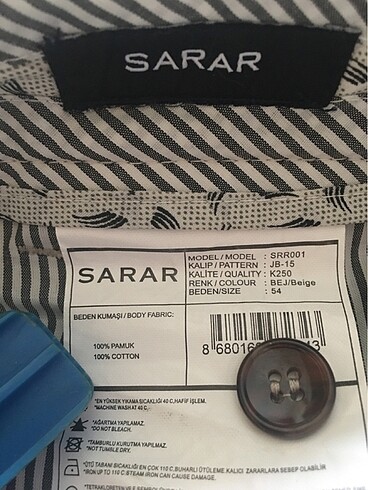 SARAR
SARAR
MODEL/MODEL : SRR001
KALIP/PATTERN : JB-15
KALİTE/QUALITY : K250
RENK/COLOUR : BEJ/Beige
BEDEN/SIZE : 54
BEDEN KUMAŞI/BODY FABRIC:
100% PAMUK
100% COTTON
8 68016
*EN YÜKSEK YIKAMA SICAKLIĞI 40 C, HAFİF İŞLEM.
*MACHINE WASH AT 40 C.
*AĞARTMA YAPILAMAZ.
*DO NOT BLEACH.
*TAMBURLU KURUTMA YAPILMAZ.
*NOT TUMBLE DRY.
*ÜTÜ TABANI SICAKLIĞI EN ÇOK 110 C, BUHARLI ÜTÜLEME, KALICI ZARARLARA SEBEP OLABİLİR
IRON UP TO 110 C. STEAM IRON CAN CAUSE DAMAGE.